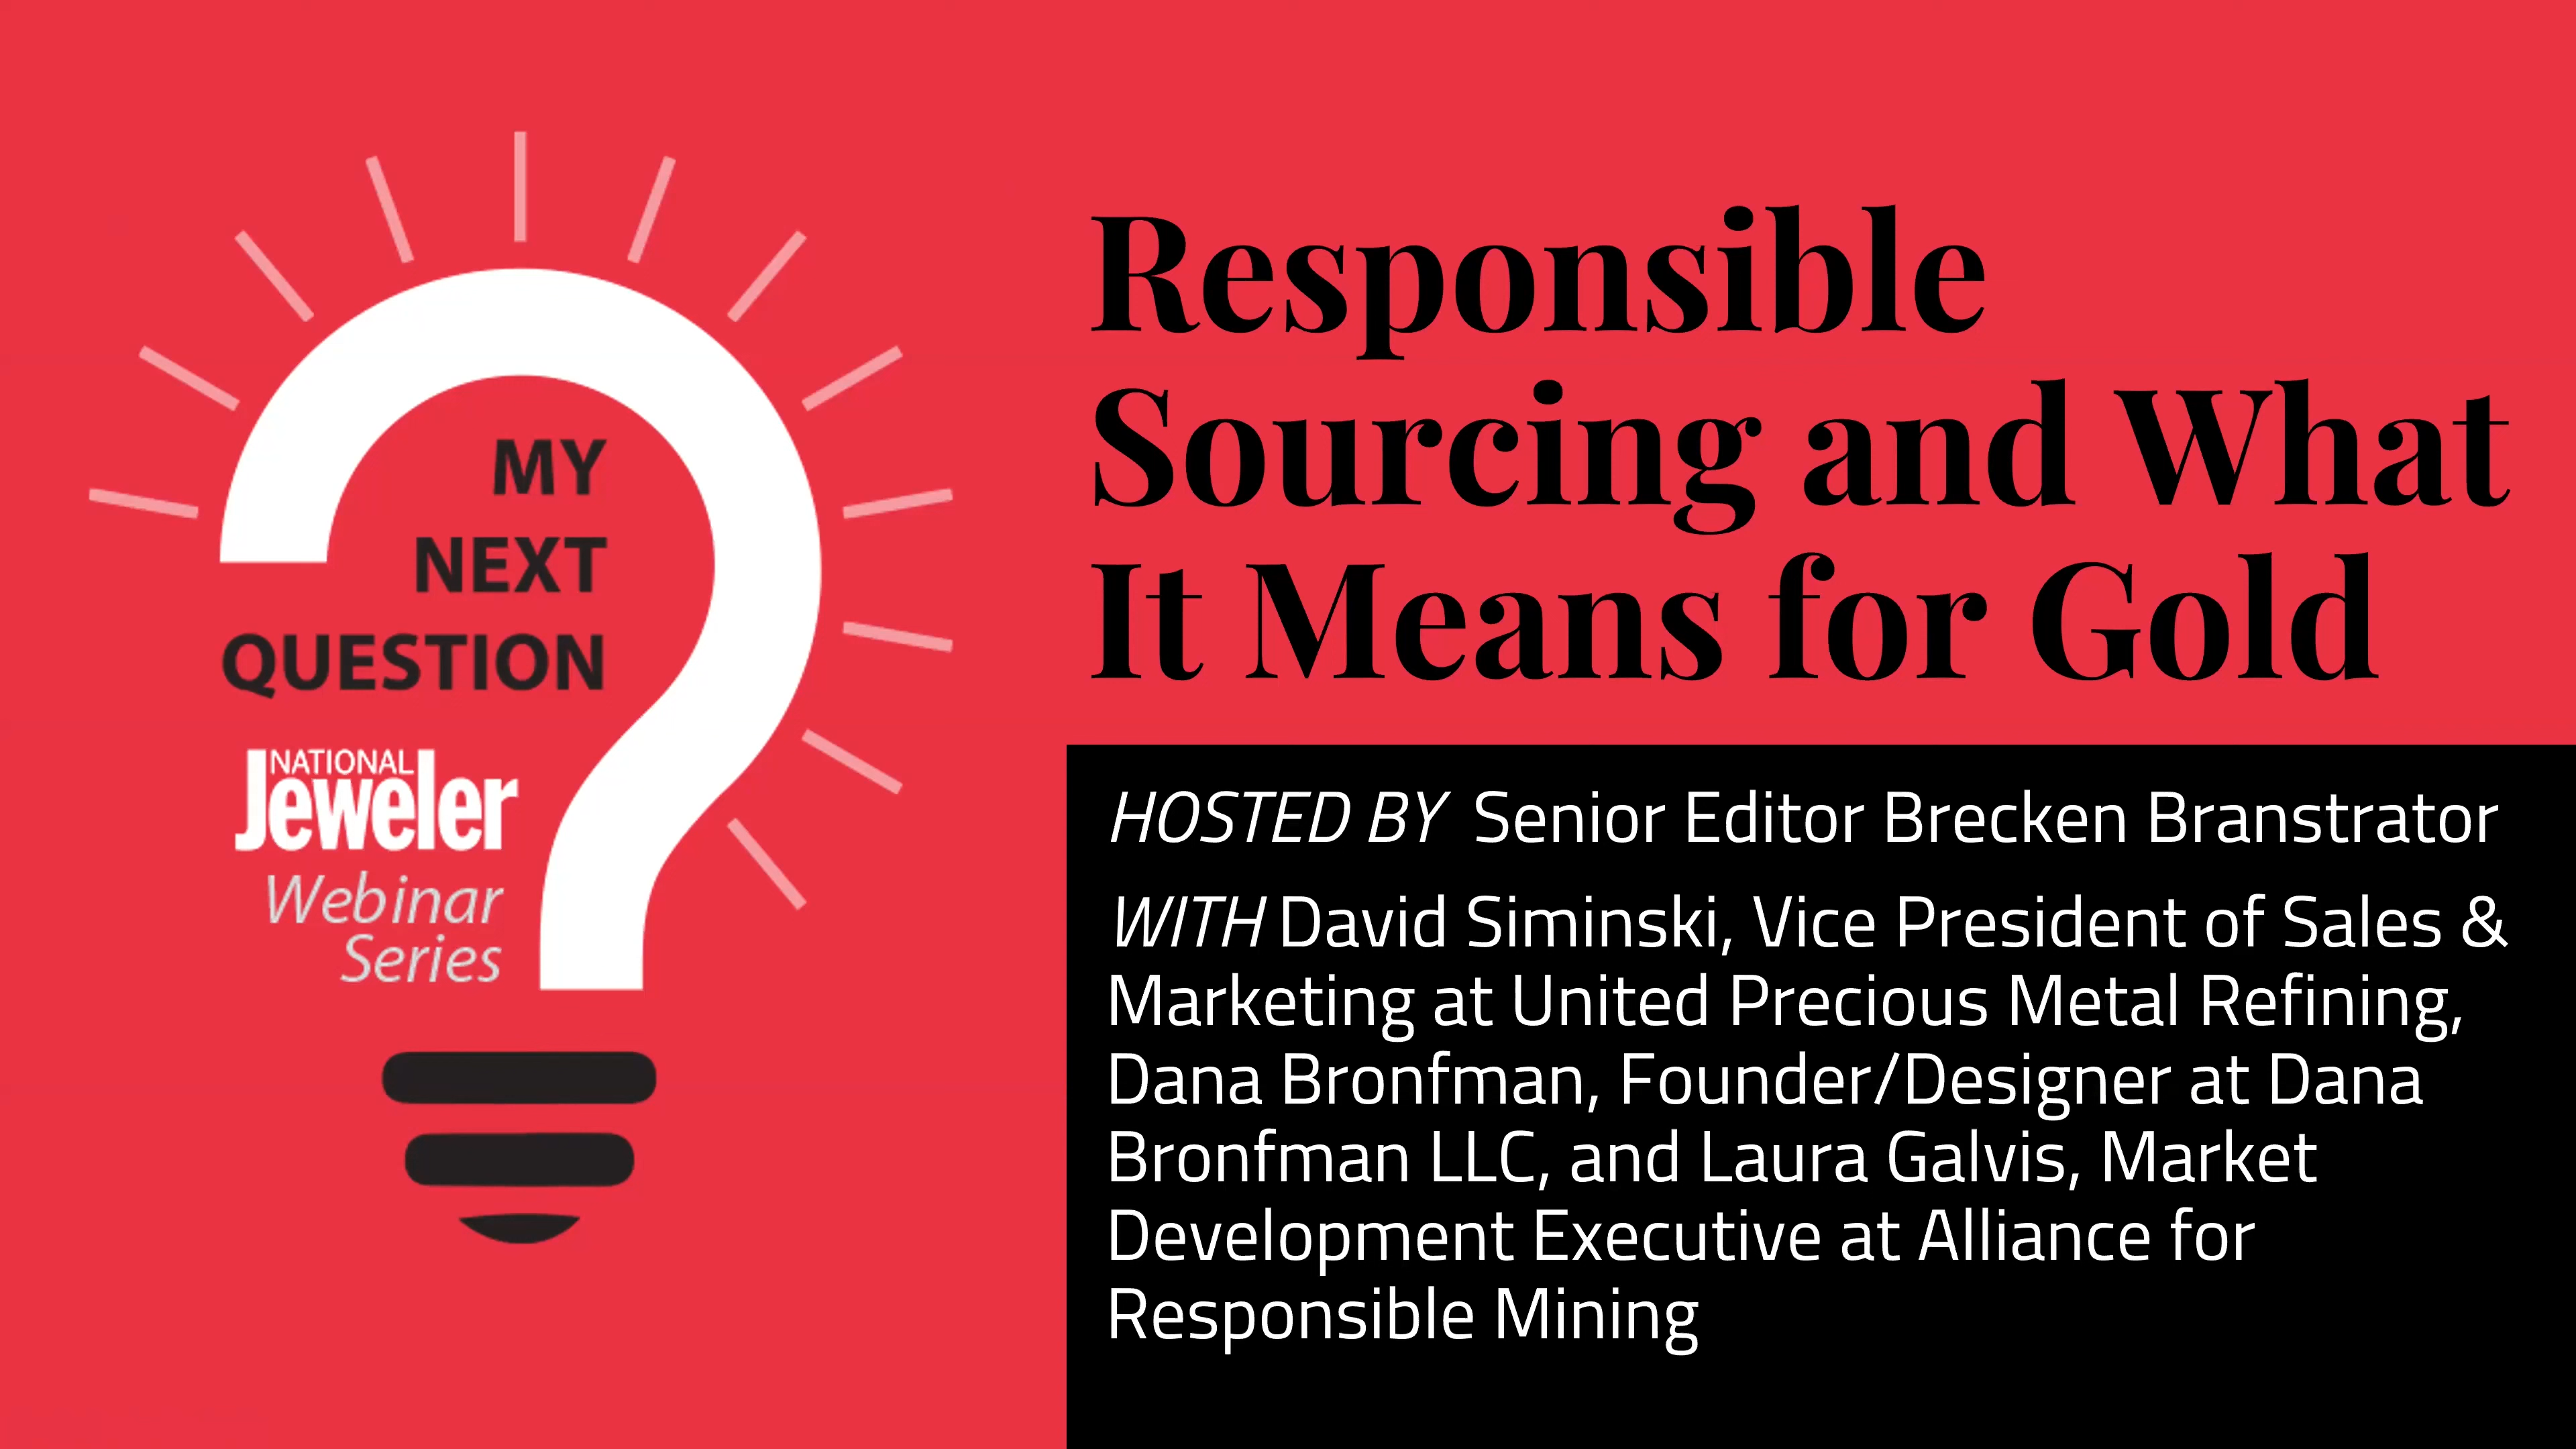 MY
NEXT
QUESTION
NATIONAL
Jeweler
Webinar
Series
Responsible
Sourcing and What
It Means for Gold
HOSTED BY Senior Editor Brecken Branstrator
WITH David Siminski, Vice President of Sales &
Marketing at United Precious Metal Refining,
Dana Bronfman, Founder/Designer at Dana
Bronfman LLC, and Laura Galvis, Market
Development Executive at Alliance for
Responsible Mining